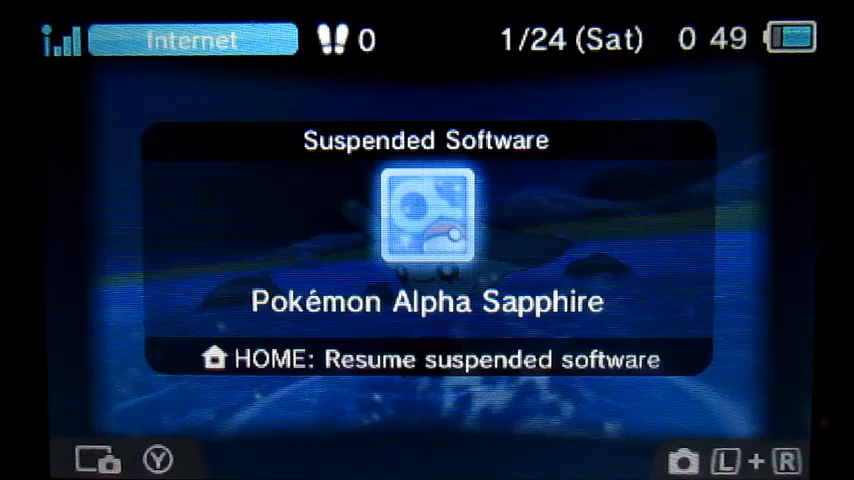 Internet 0 1/24 (Sat) 0 49
Suspended Software
Pokémon Alpha Sapphire
HOME: Resume suspended software
Y L + R